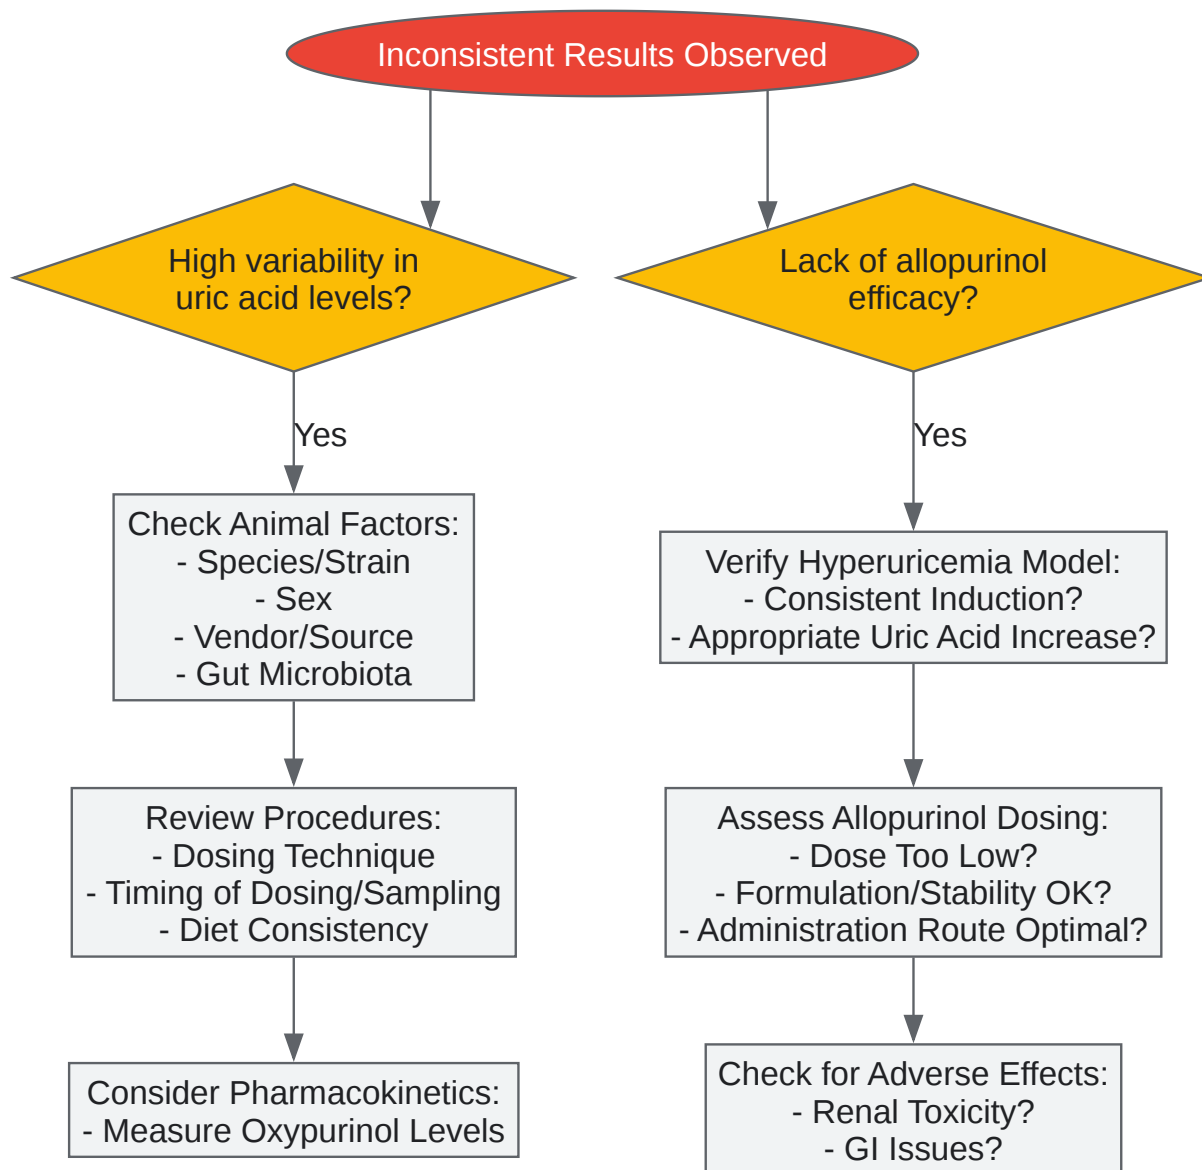 Inconsistent Results Observed
High variability in
uric acid levels?
Lack of allopurinol
efficacy?
Yes
Yes
Check Animal Factors:
- Species/Strain
- Sex
- Vendor/Source
- Gut Microbiota
Verify Hyperuricemia Model:
- Consistent Induction?
- Appropriate Uric Acid Increase?
Review Procedures:
- Dosing Technique
- Timing of Dosing/Sampling
- Diet Consistency
Assess Allopurinol Dosing:
- Dose Too Low?
- Formulation/Stability OK?
- Administration Route Optimal?
Consider Pharmacokinetics:
- Measure Oxypurinol Levels
Check for Adverse Effects:
- Renal Toxicity?
- GI Issues?